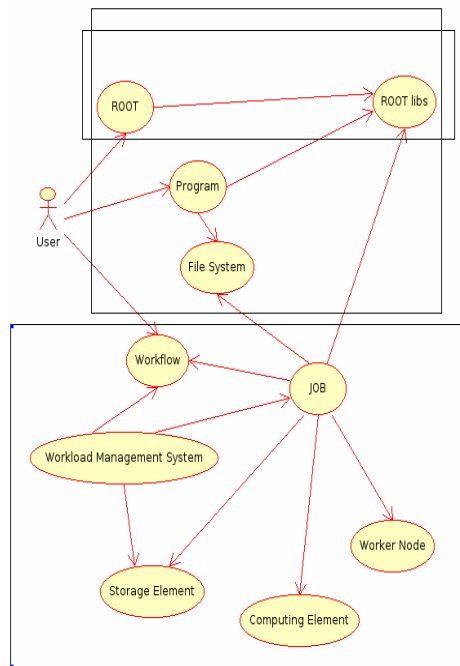 ROOT
ROOT libs
Program
User
File System
Workflow
JOB
Workload Management System
Worker Node
Storage Element
Computing Element